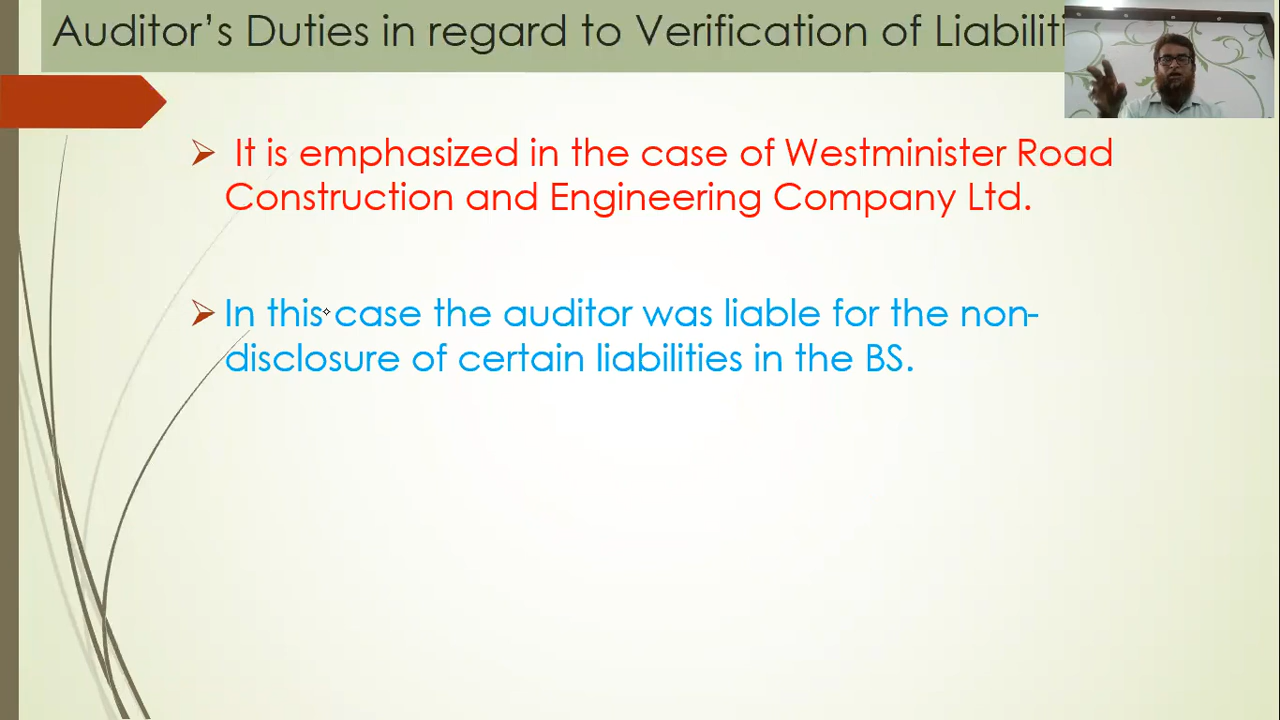 Auditor's Duties in regard to Verification of Liabiliti
➢ It is emphasized in the case of Westminister Road
Construction and Engineering Company Ltd.
➢ In this case the auditor was liable for the non-
disclosure of certain liabilities in the BS.